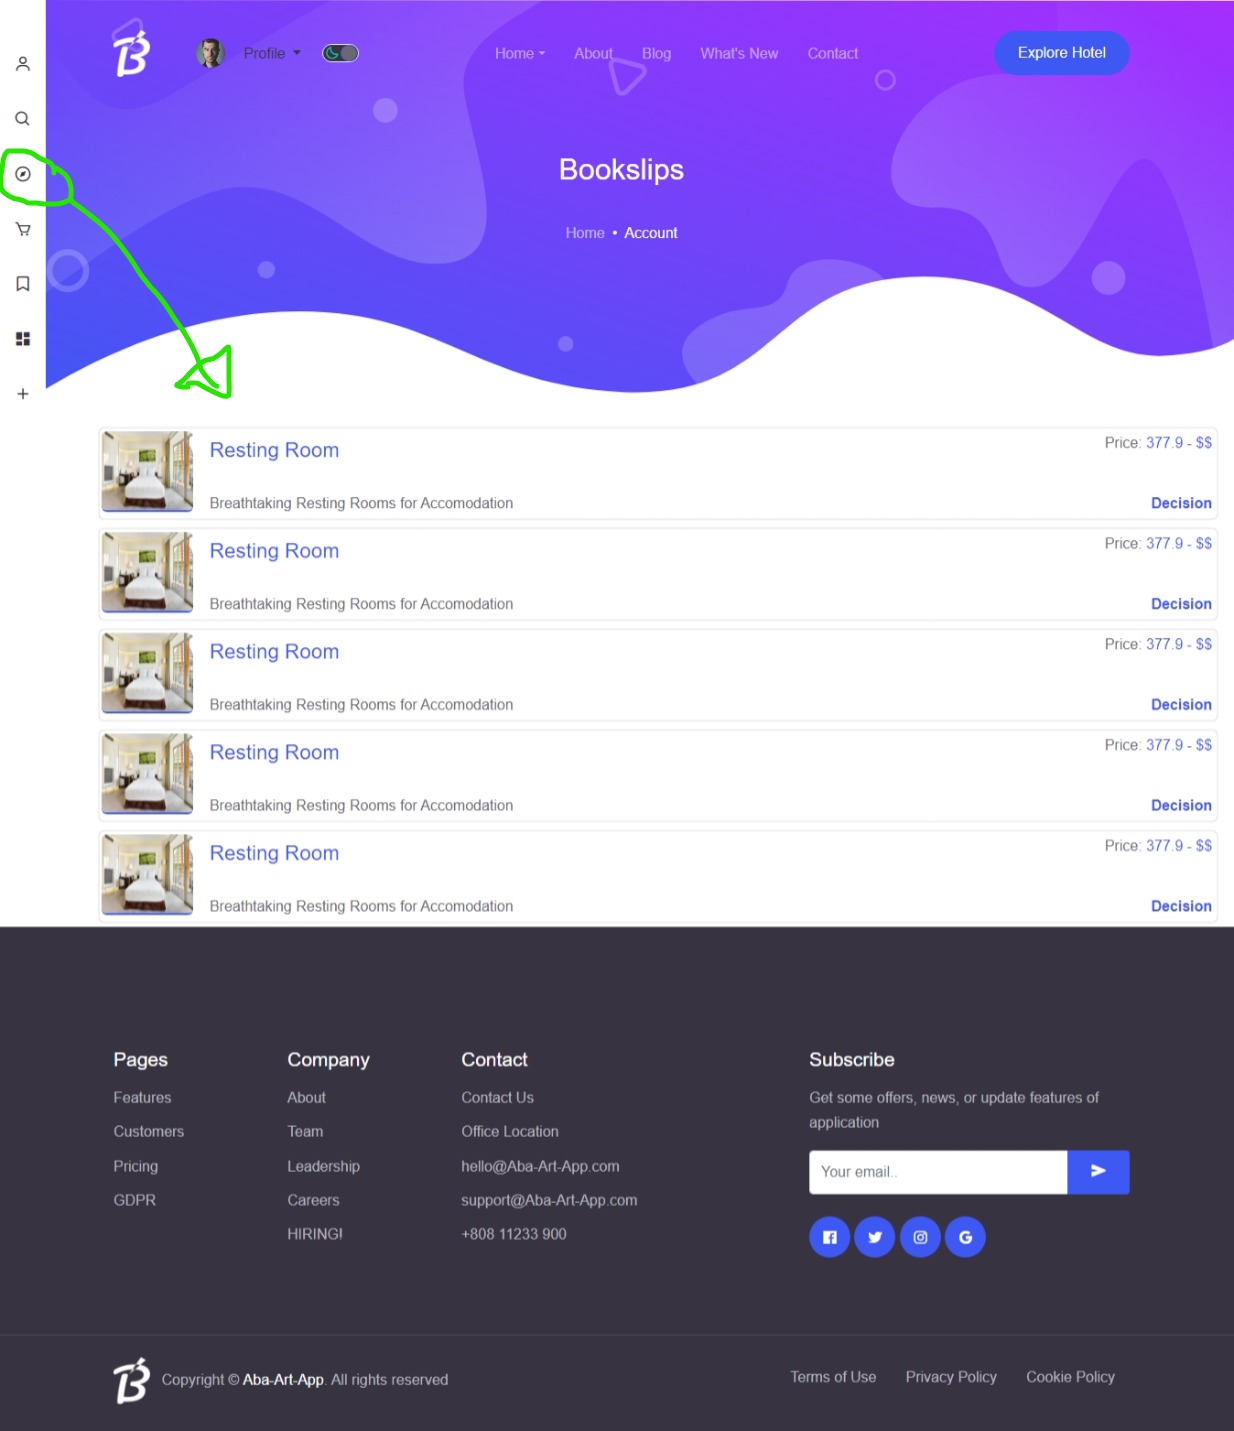 Profile
Home
About
Blog
What's New
Contact
Explore Hotel
Bookslips
Home • Account
Resting Room
Price: 377.9 - $$
Breathtaking Resting Rooms for Accomodation
Decision
Resting Room
Price: 377.9 - $$
Breathtaking Resting Rooms for Accomodation
Decision
Resting Room
Price: 377.9 - $$
Breathtaking Resting Rooms for Accomodation
Decision
Resting Room
Price: 377.9 - $$
Breathtaking Resting Rooms for Accomodation
Decision
Resting Room
Price: 377.9 - $$
Breathtaking Resting Rooms for Accomodation
Decision
Pages
Features
Customers
Pricing
GDPR
Company
About
Team
Leadership
Careers
HIRING!
Contact
Contact Us
Office Location
hello@Aba-Art-App.com
support@Aba-Art-App.com
+808 11233 900
Subscribe
Get some offers, news, or update features of
application
Your email..
Copyright © Aba-Art-App. All rights reserved
Terms of Use
Privacy Policy
Cookie Policy